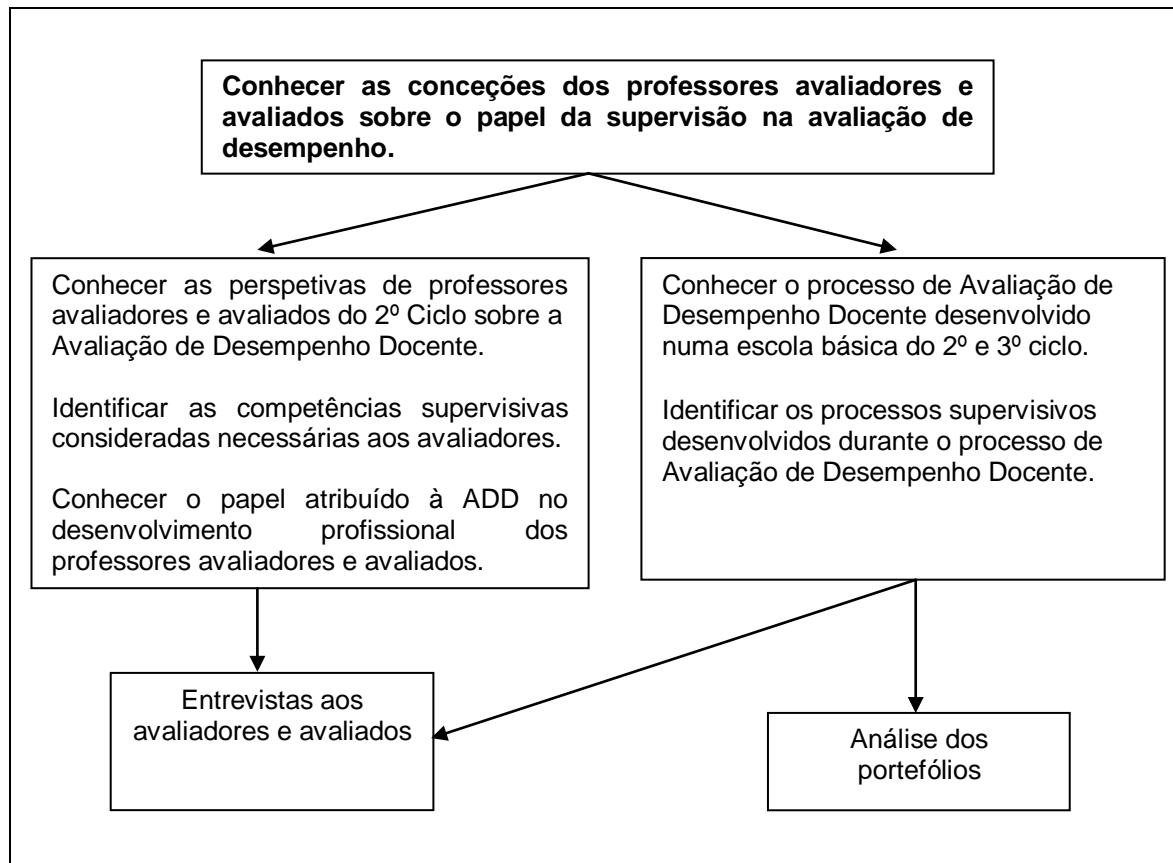 Conhecer as conceções dos professores avaliadores e
avaliados sobre o papel da supervisão na avaliação de
desempenho.
Conhecer as perspetivas de professores
avaliadores e avaliados do 2º Ciclo sobre a
Avaliação de Desempenho Docente.
Identificar as competências supervisivas
consideradas necessárias aos avaliadores.
Conhecer o papel atribuído à ADD no
desenvolvimento profissional dos
professores avaliadores e avaliados.
Conhecer o processo de Avaliação de
Desempenho Docente desenvolvido
numa escola básica do 2º e 3º ciclo.
Identificar os processos supervisivos
desenvolvidos durante o processo de
Avaliação de Desempenho Docente.
Entrevistas aos
avaliadores e avaliados
Análise dos
portefólios